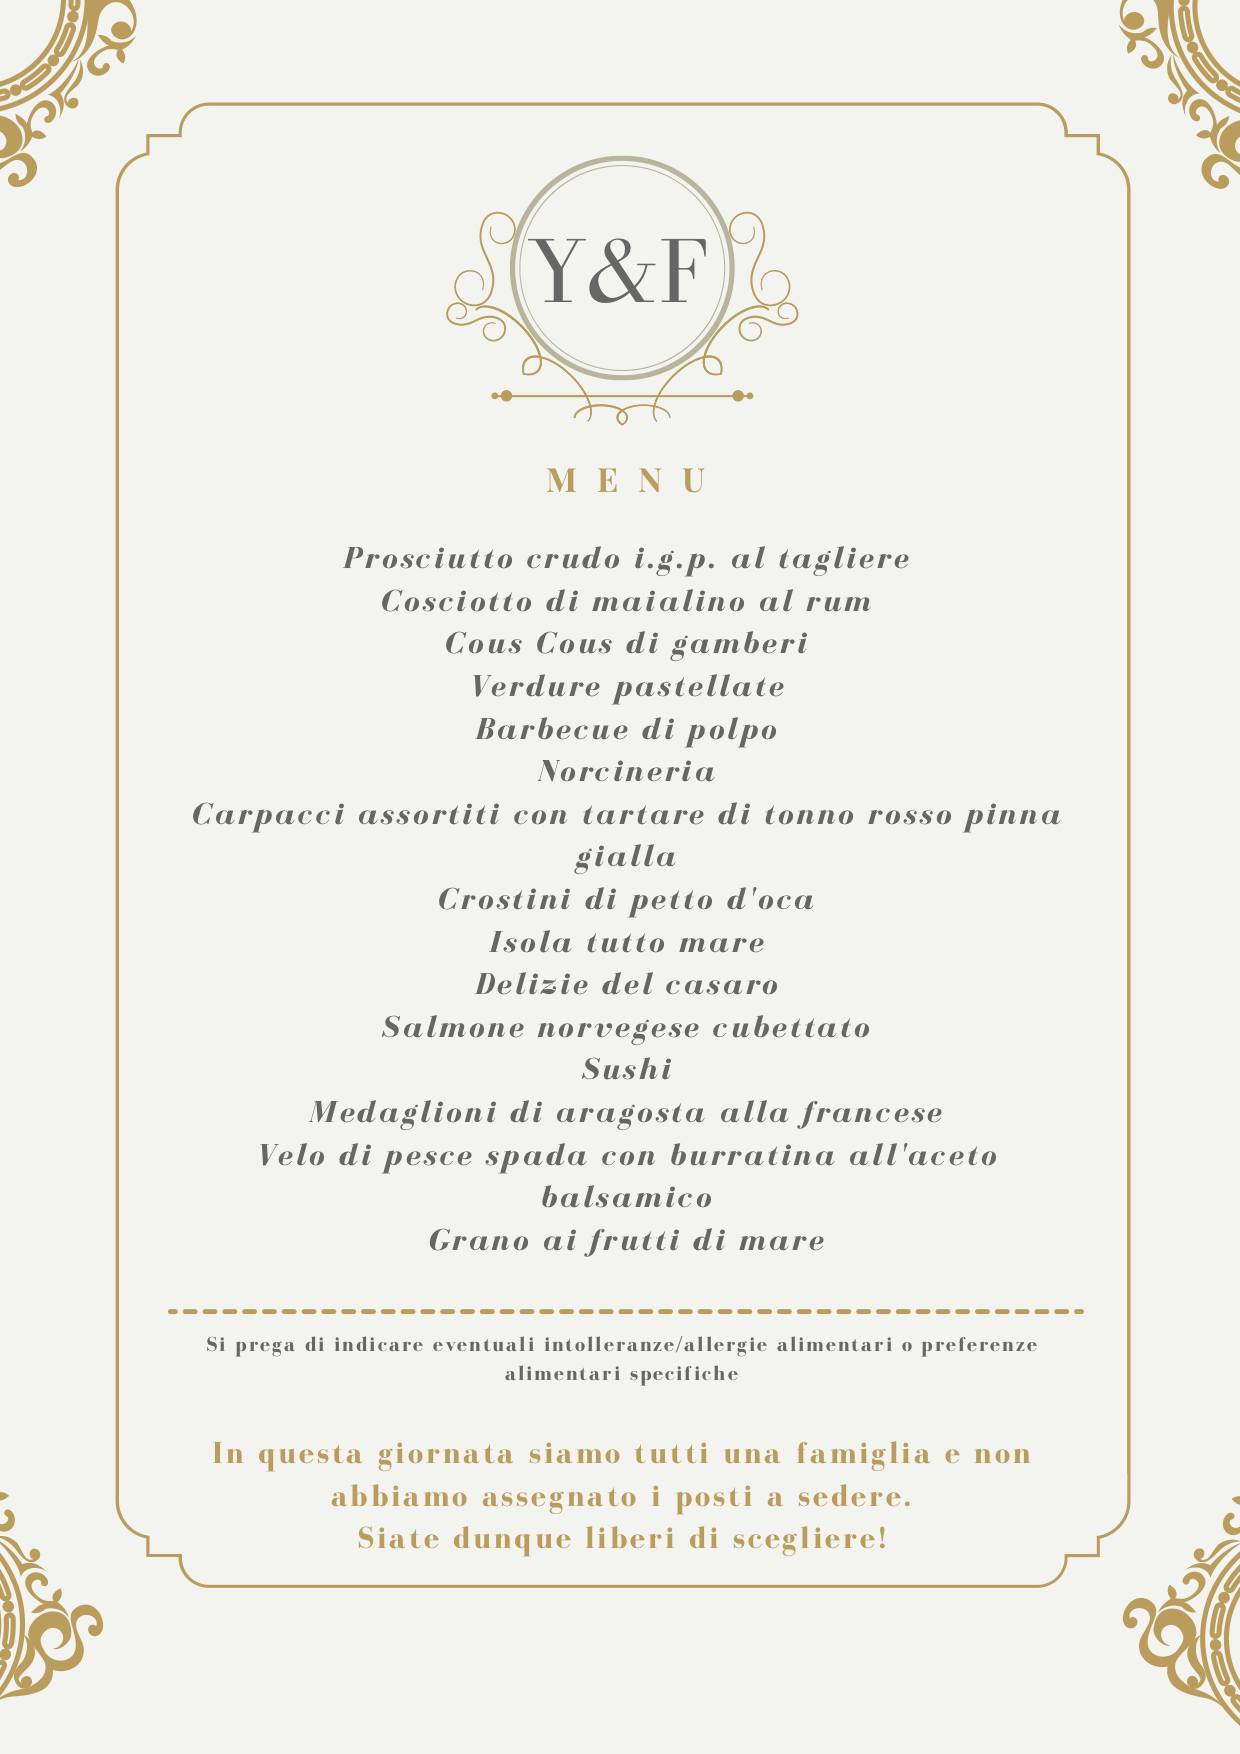 Y&F
MENU
Prosciutto crudo i.g.p. al tagliere
Cosciotto di maialino al rum
Cous Cous di gamberi
Verdure pastellate
Barbecue di polpo
Norcineria
Carpacci assortiti con tartare di tonno rosso pinna
gialla
Crostini di petto d'oca
Isola tutto mare
Delizie del casaro
Salmone norvegese cubettato
Sushi
Medaglioni di aragosta alla francese
Velo di pesce spada con burratina all'aceto
balsamico
Grano ai frutti di mare
Si prega di indicare eventuali intolleranze/allergie alimentari o preferenze
alimentari specifiche
In questa giornata siamo tutti una famiglia e non
abbiamo assegnato i posti a sedere.
Siate dunque liberi di scegliere!